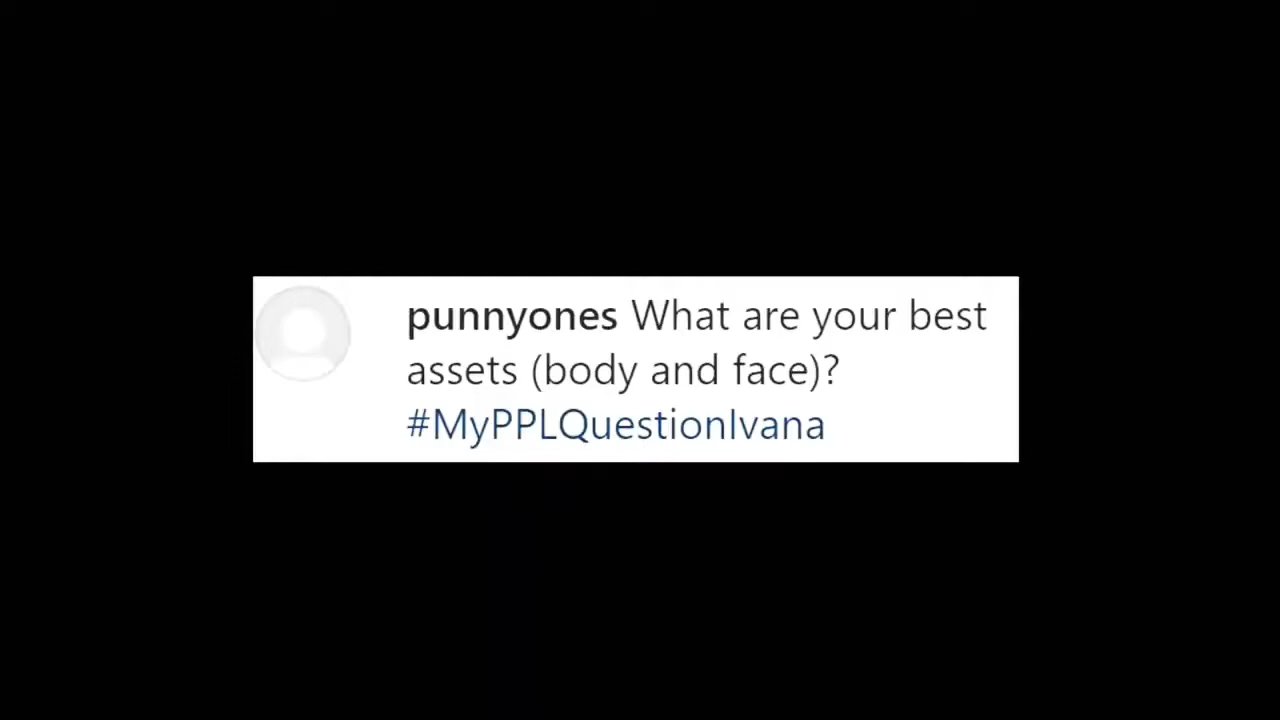 punnyones What are your best
assets (body and face)?
#MyPPLQuestionIvana